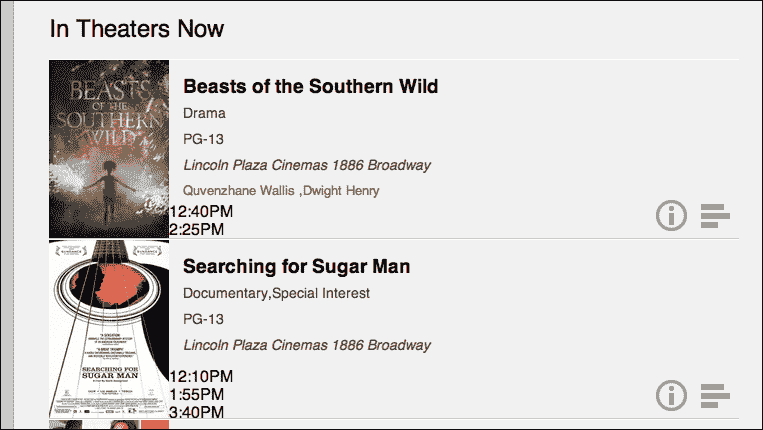 In Theaters Now
BEASTS
OF THE
SOUTHERN
WILD
Beasts of the Southern Wild
Drama
PG-13
Lincoln Plaza Cinemas 1886 Broadway
Quvenzhane Wallis ,Dwight Henry
12:40PM
2:25PM
SEARCHING FOR
SUGAR MAN
Searching for Sugar Man
Documentary,Special Interest
PG-13
Lincoln Plaza Cinemas 1886 Broadway
12:10PM
1:55PM
3:40PM